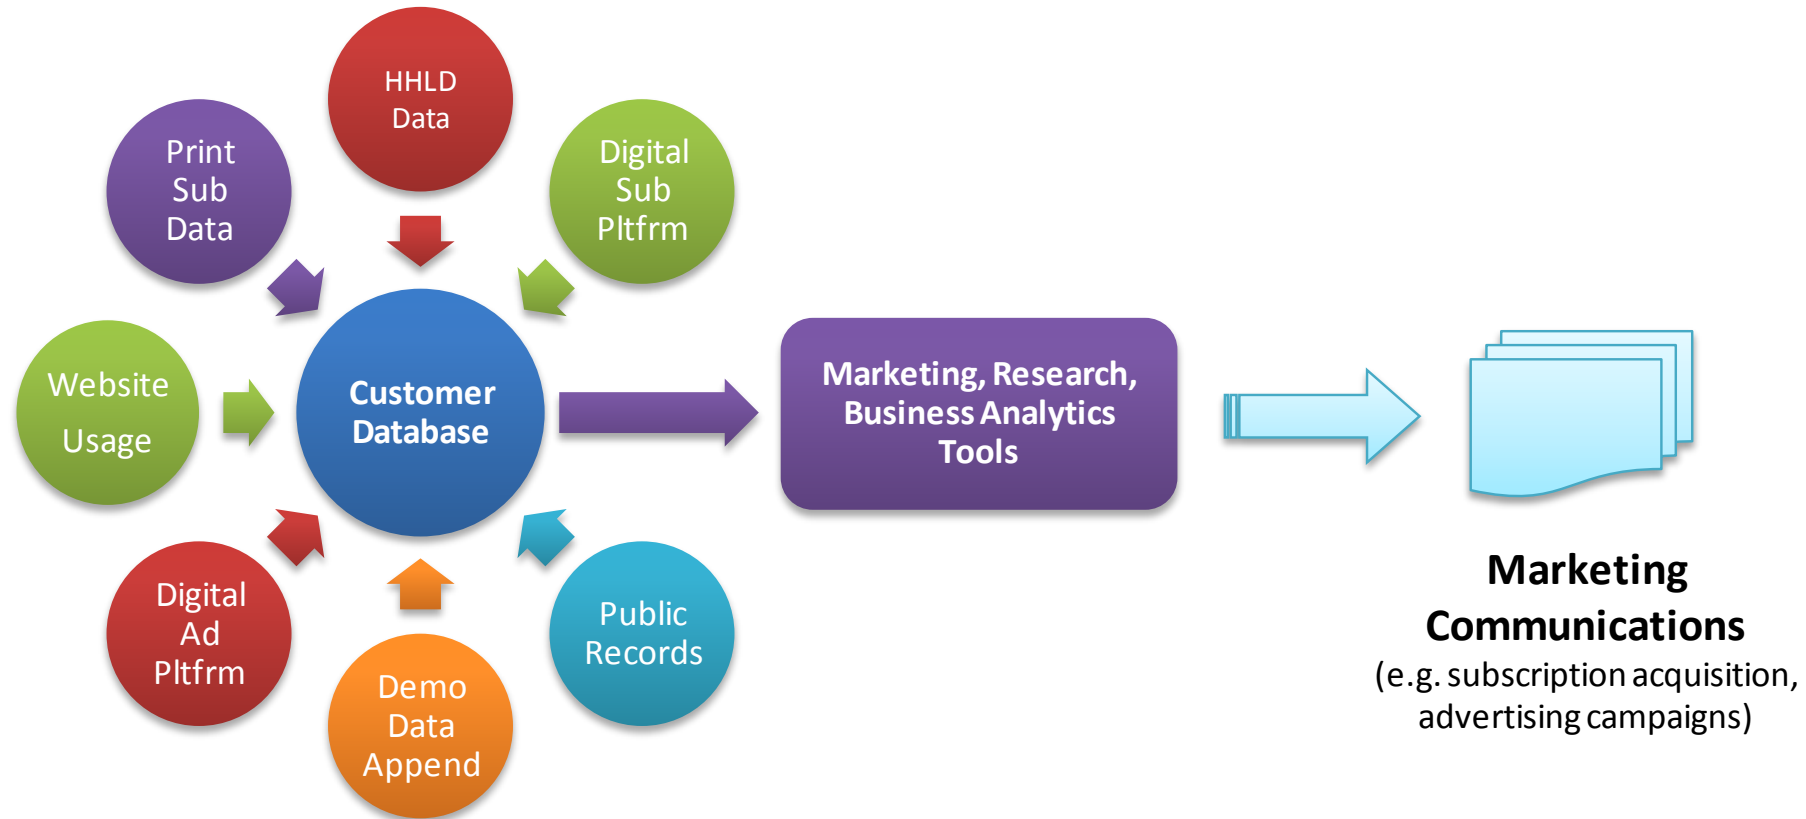 HHLD
Data
Print
Sub
Data
Digital
Sub
Pltfrm
Website
Usage
Customer
Database
Marketing, Research,
Business Analytics
Tools
Digital
Ad
Pltfrm
Demo
Data
Append
Public
Records
Marketing
Communications
(e.g. subscription acquisition,
advertising campaigns)